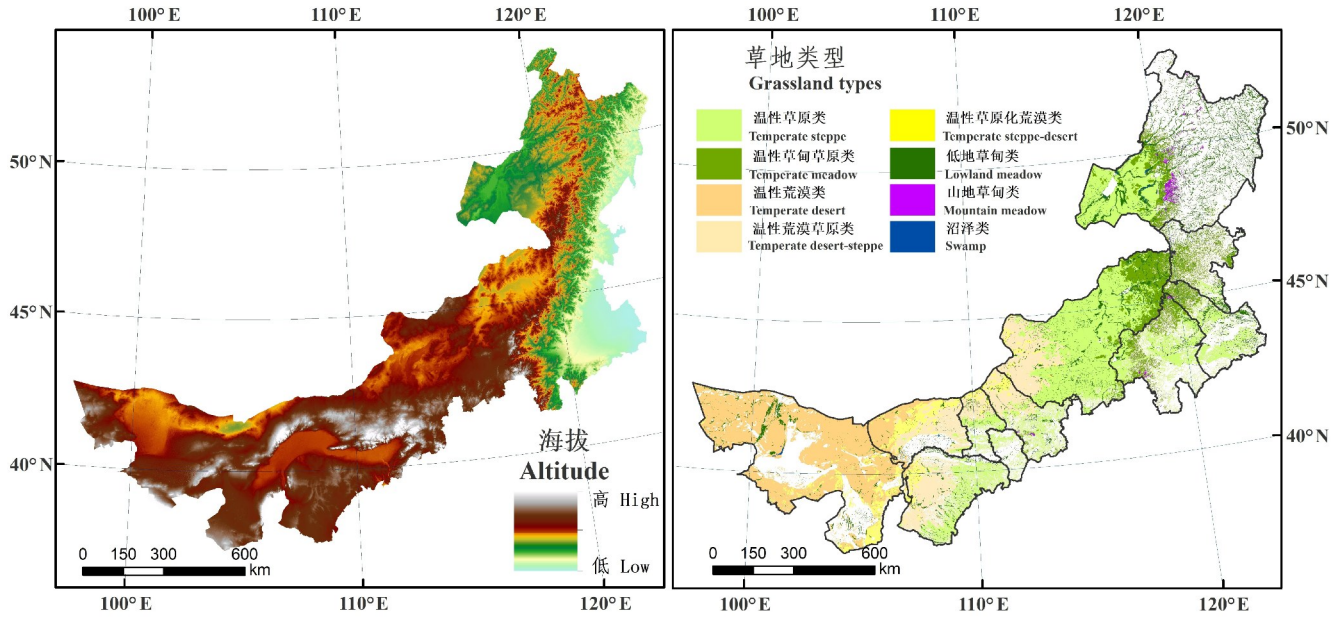 100° E
110° E
120° E
50° N
45° N
40° N
海拔
Altitude
高 High
低 Low
0 150 300 600
km
100° E
110° E
120° E
100° E
110° E
120° E
草地类型
Grassland types
温性草原类
Temperate steppe
温性草甸草原类
Temperate meadow
温性荒漠类
Temperate desert
温性荒漠草原类
Temperate desert-steppe
温性草原化荒漠类
Temperate steppe-desert
低地草甸类
Lowland meadow
山地草甸类
Mountain meadow
沼泽类
Swamp
50° N
45° N
40° N
0 150 300 600
km
100° E
110° E
120° E